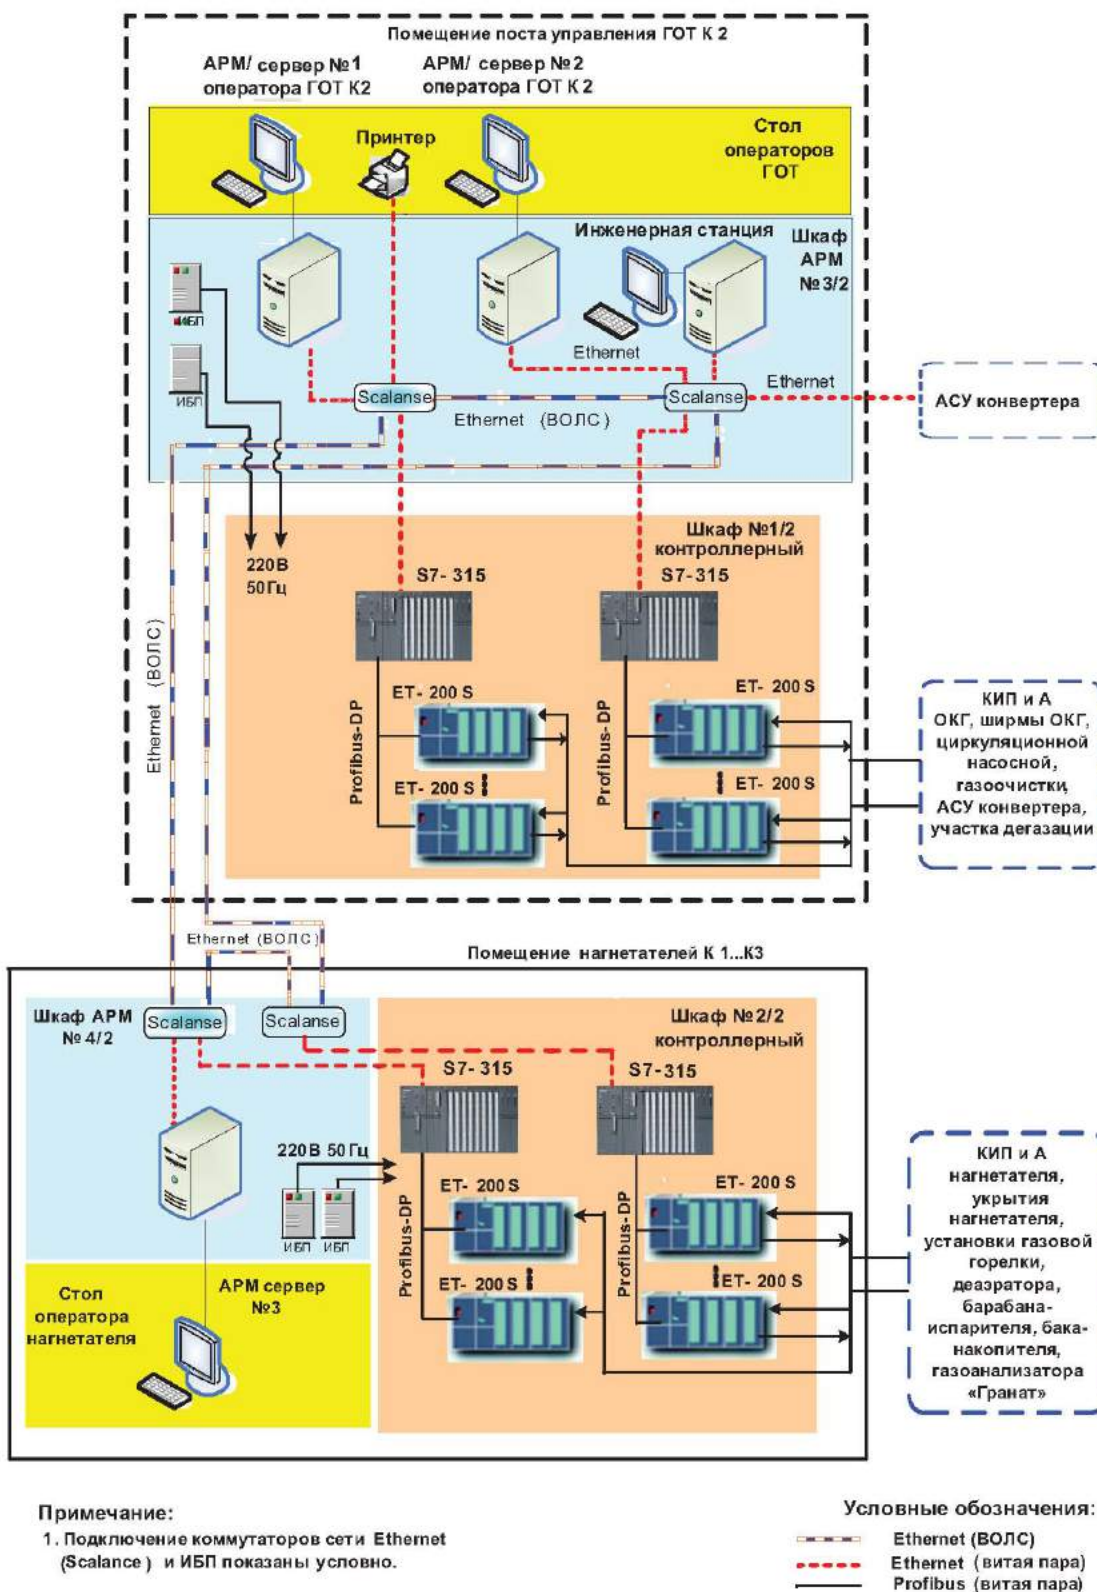 Помещение поста управления ГОТ К 2
АРМ/ сервер №1
оператора ГОТ К2
АРМ/ сервер №2
оператора ГОТ К 2
Принтер
Стол
операторов
ГОТ
Инженерная станция
Шкаф
АРМ
№3/2
ИБП
ИБП
Ethernet
Ethernet
Scalanse
Scalanse
Ethernet (ВОЛС)
АСУ конвертера
220В
50Гц
Шкаф №1/2
контроллерный
S7- 315
S7- 315
Ethernet (ВОЛС)
Profibus-DP
Profibus-DP
ET- 200 S
ET- 200 S
ET- 200 S
ET- 200 S
КИП и А
ОКГ, ширмы ОКГ,
циркуляционной
насосной,
газоочистки,
АСУ конвертера,
участка дегазации
Ethernet (ВОЛС)
Помещение нагнетателей К 1...К3
Шкаф АРМ
№ 4/2
Scalanse
Scalanse
Шкаф №2/2
контроллерный
S7- 315
S7- 315
220В 50Гц
ИБП
ИБП
Profibus-DP
Profibus-DP
ET- 200 S
ET- 200 S
ET- 200 S
ET- 200 S
КИП и А
нагнетателя,
укрытия
нагнетателя,
установки газовой
горелки,
деаэратора,
барабана-
испарителя, бака-
накопителя,
газоанализатора
«Гранат»
Стол
оператора
нагнетателя
АРМ сервер
№3
Примечание:
1. Подключение коммутаторов сети Ethernet
(Scalance ) и ИБП показаны условно.
Условные обозначения:
Ethernet (ВОЛС)
Ethernet (витая пара)
Profibus (витая пара)